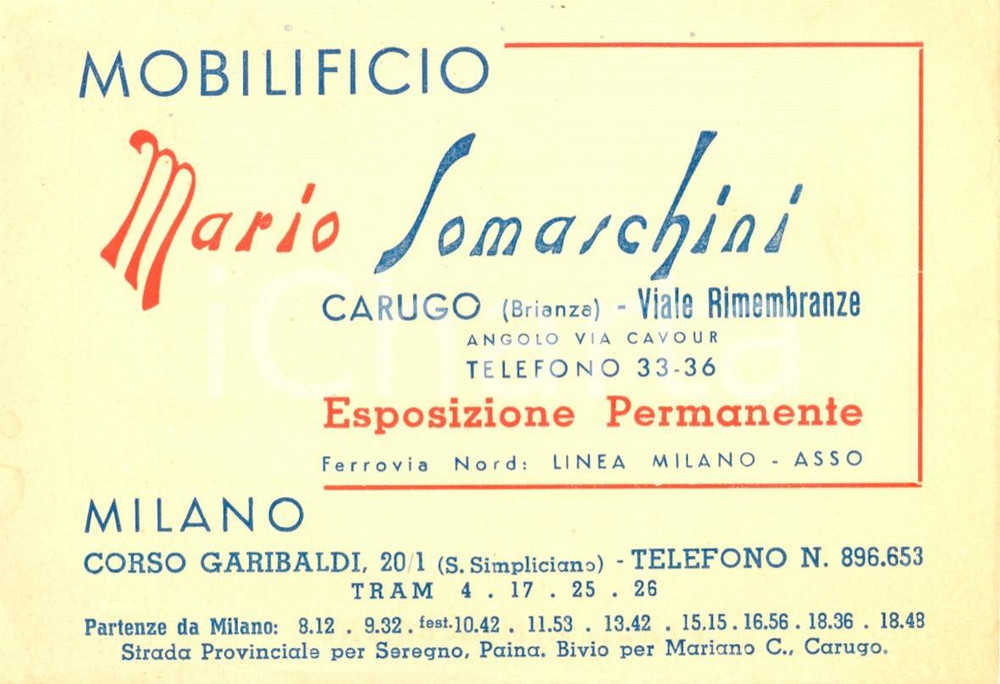 MOBILIFICIO
Mario Somaschini
CARUGO (Brianza) - Viale Rimembranze
ANGOLO VIA CAVOUR
TELEFONO 33-36
Esposizione Permanente
Ferrovia Nord: LINEA MILANO - ASSO
MILANO
CORSO GARIBALDI, 20/1 (S. Simpliciano) - TELEFONO N. 896.653
TRAM 4 . 17 . 25 . 26
Partenze da Milano: 8.12 . 9.32 . fest. 10.42 . 11.53 . 13.42 . 15.15 . 16.56 . 18.36 . 18.48
Strada Provinciale per Seregno, Paina. Bivio per Mariano C., Carugo.